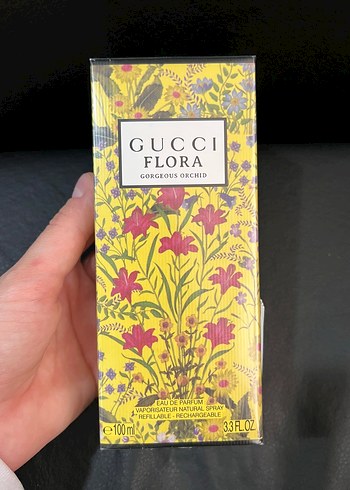 GUCCI
FLORA
GORGEOUS ORCHID
EAU DE PARFUM
VAPORISATEUR NATURAL SPRAY
REFILLABLE - RECHARGEABLE
℮100 ml 3.3 FL.OZ